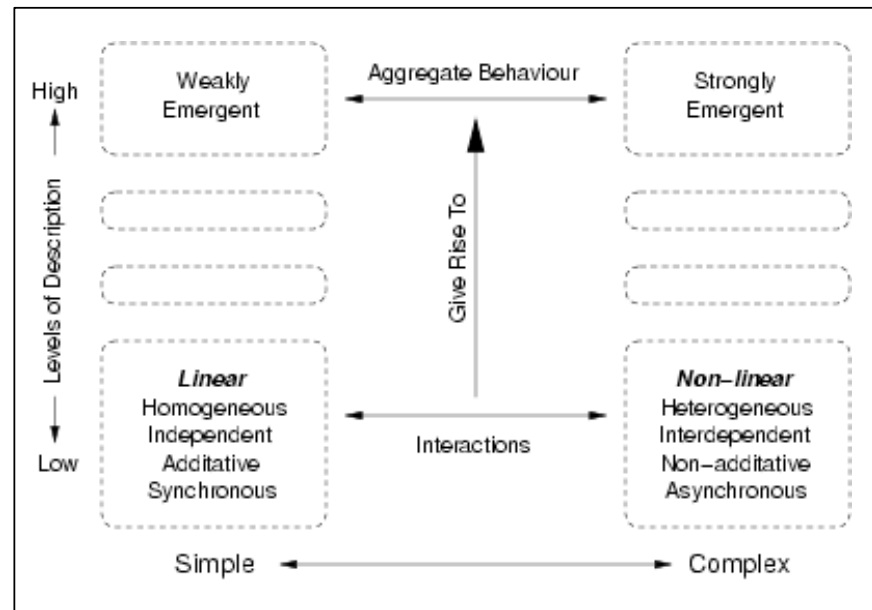 Weakly
Emergent
Aggregate Behaviour
Strongly
Emergent
High
Levels of Description
Low
Give Rise To
Linear
Homogeneous
Independent
Additative
Synchronous
Interactions
Non-linear
Heterogeneous
Interdependent
Non-additative
Asynchronous
Simple
Complex